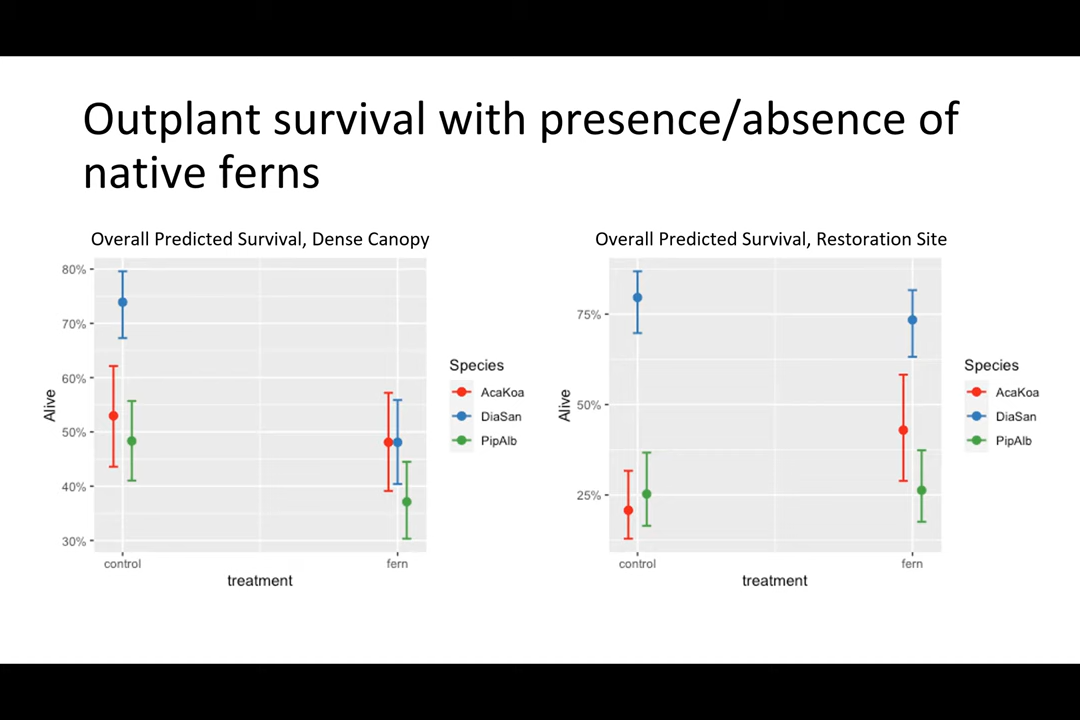 Outplant survival with presence/absence of
native ferns
Overall Predicted Survival, Dense Canopy
80%
70%
60%
50%
40%
30%
Alive
control
fern
treatment
Species
AcaKoa
DiaSan
PipAlb
Overall Predicted Survival, Restoration Site
75%
50%
25%
Alive
control
fern
treatment
Species
AcaKoa
DiaSan
PipAlb